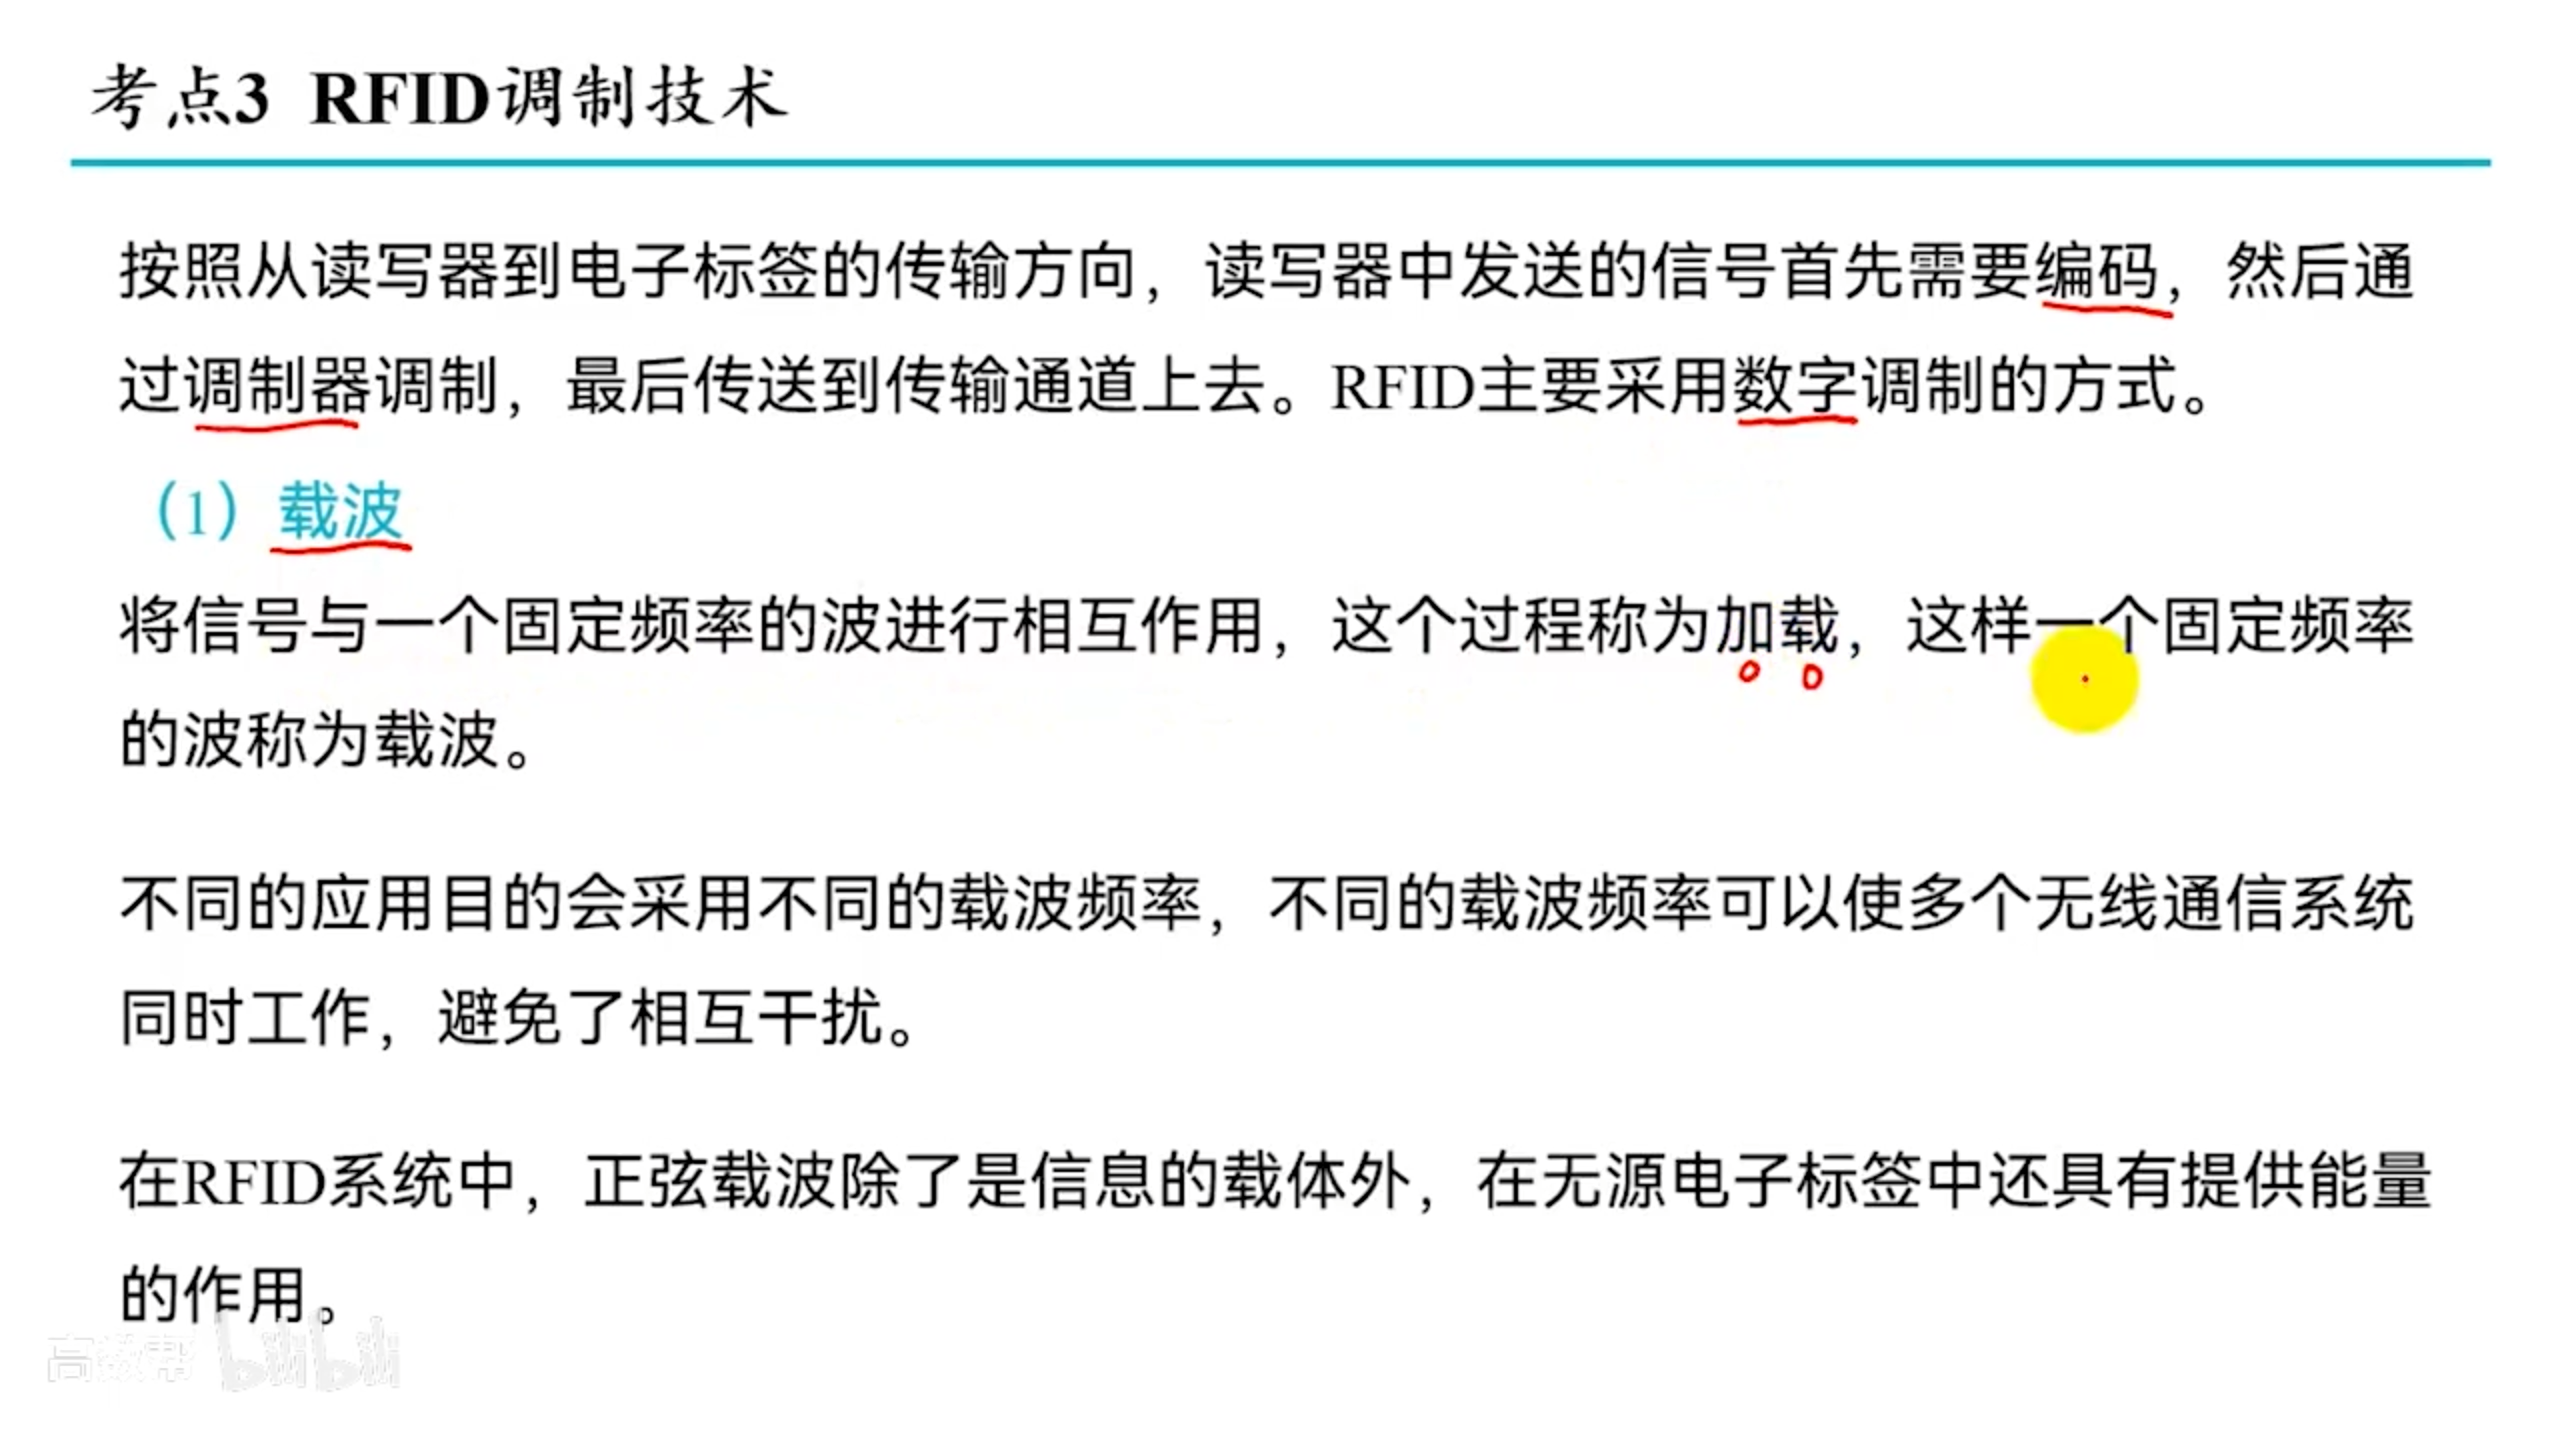 考点3 RFID调制技术
按照从读写器到电子标签的传输方向，读写器中发送的信号首先需要编码，然后通
过调制器调制，最后传送到传输通道上去。RFID主要采用数字调制的方式。
（1）载波
将信号与一个固定频率的波进行相互作用，这个过程称为加载，这样一个固定频率
的波称为载波。
不同的应用目的会采用不同的载波频率，不同的载波频率可以使多个无线通信系统
同时工作，避免了相互干扰。
在RFID系统中，正弦载波除了是信息的载体外，在无源电子标签中还具有提供能量
的作用。
高数帮 bilibili